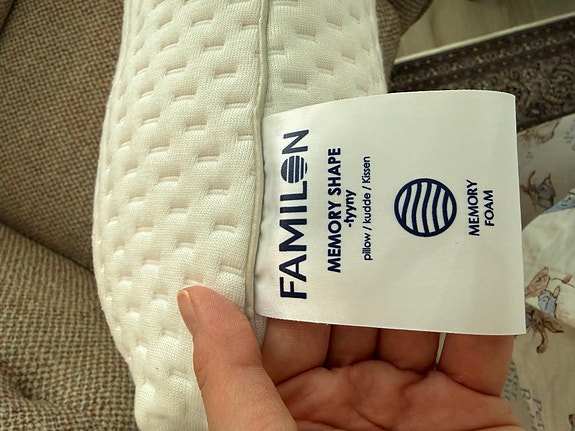 FAMILON
MEMORY SHAPE
-tyyny
pillow / kudde / Kissen
MEMORY
FOAM